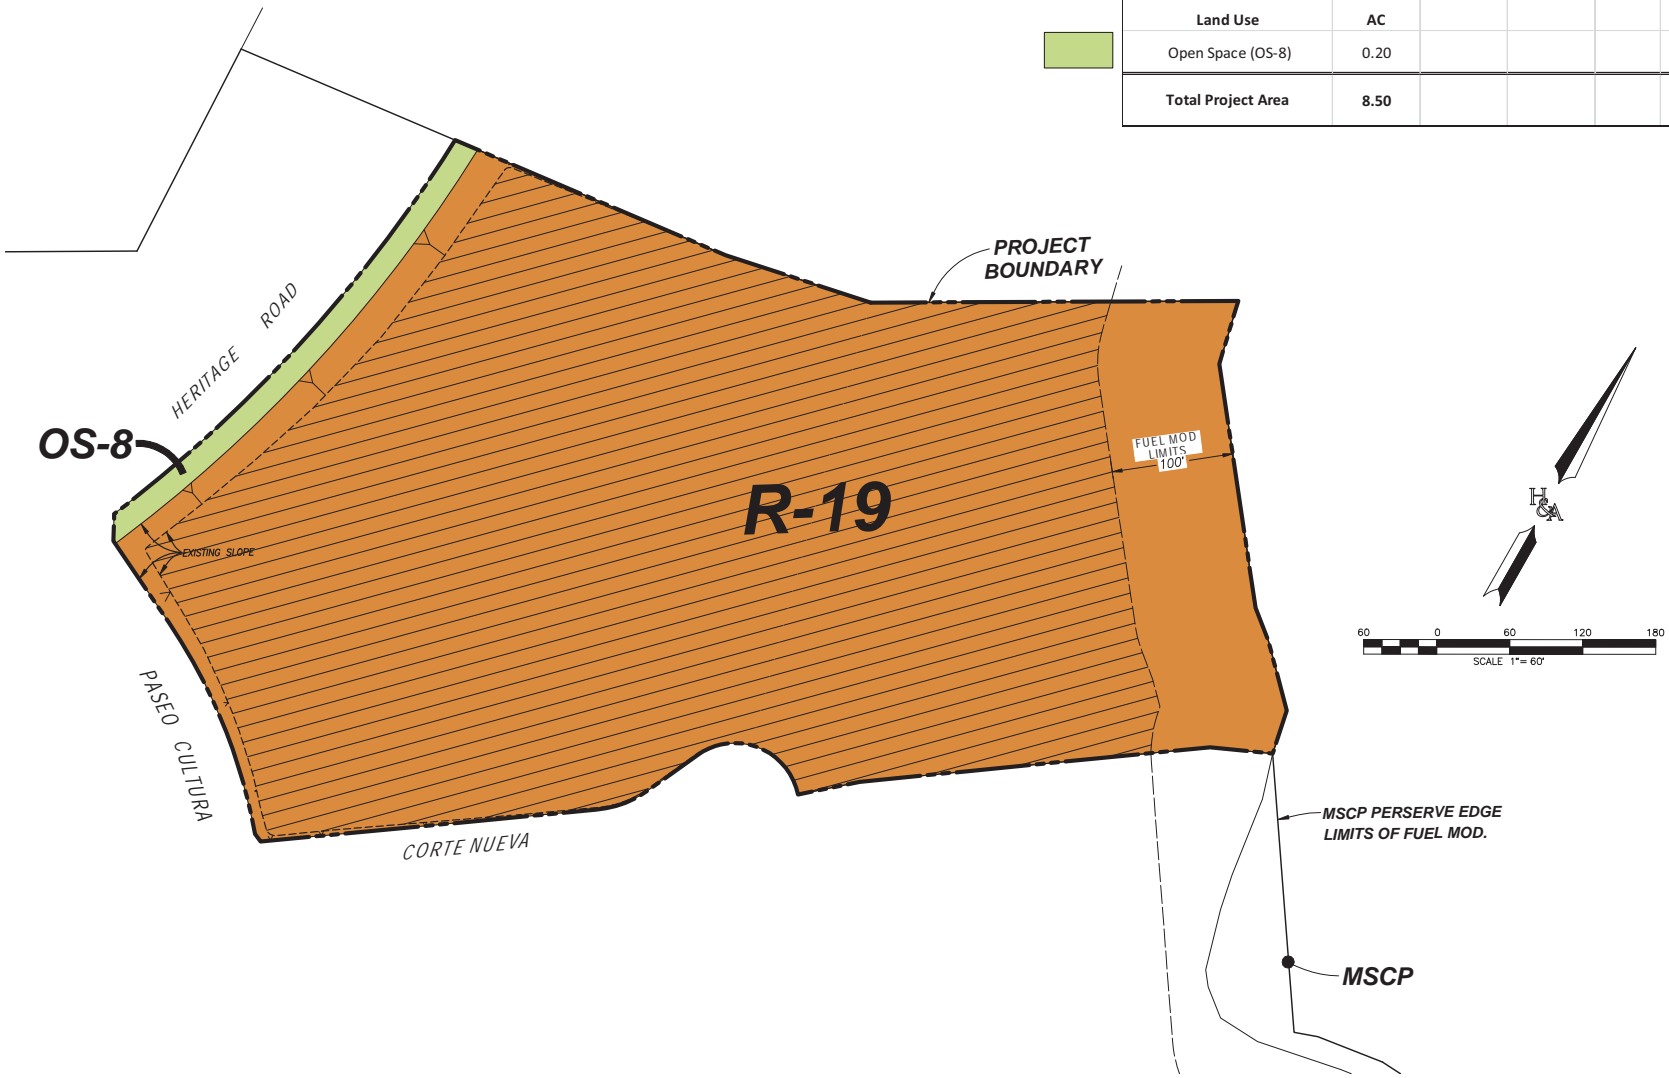 Land Use AC
Open Space (OS-8) 0.20
Total Project Area 8.50
PROJECT
BOUNDARY
HERITAGE ROAD
OS-8
FUEL MOD
LIMITS
100'
R-19
H
&A
EXISTING SLOPE
60 0 60 120 180
SCALE 1"= 60'
PASEO CULTURA
CORTE NUEVA
MSCP PERSERVE EDGE
LIMITS OF FUEL MOD.
MSCP